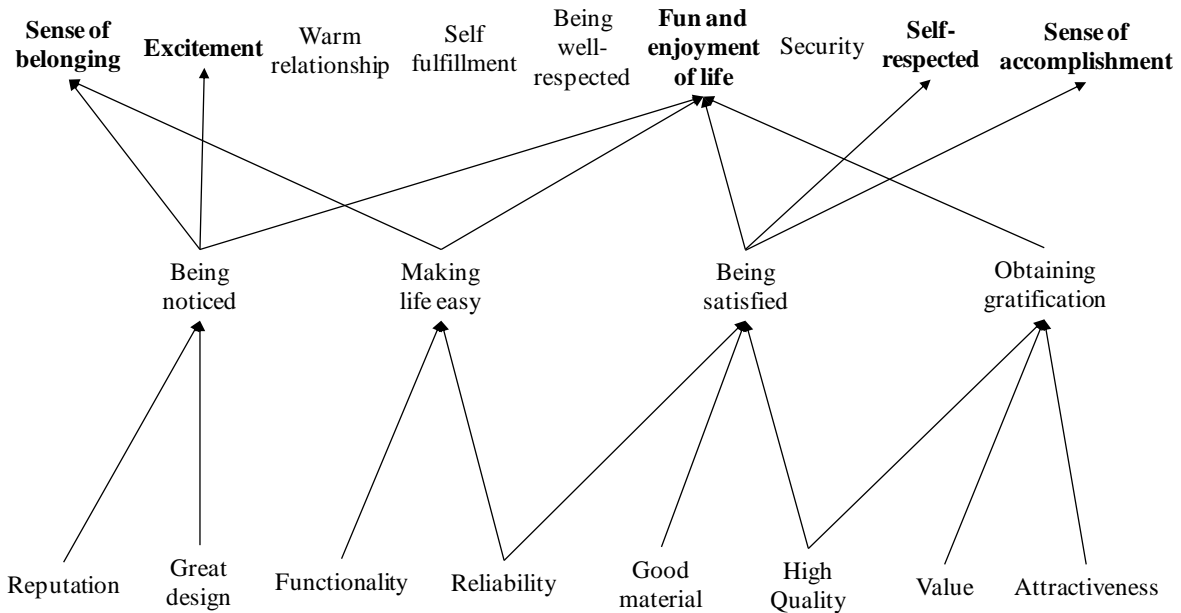 Sense of
belonging
Excitement
Warm
relationship
Self
fulfillment
Being
well-
respected
Fun and
enjoyment
of life
Security
Self-
respected
Sense of
accomplishment
Being
noticed
Making
life easy
Being
satisfied
Obtaining
gratification
Reputation
Great
design
Functionality
Reliability
Good
material
High
Quality
Value
Attractiveness